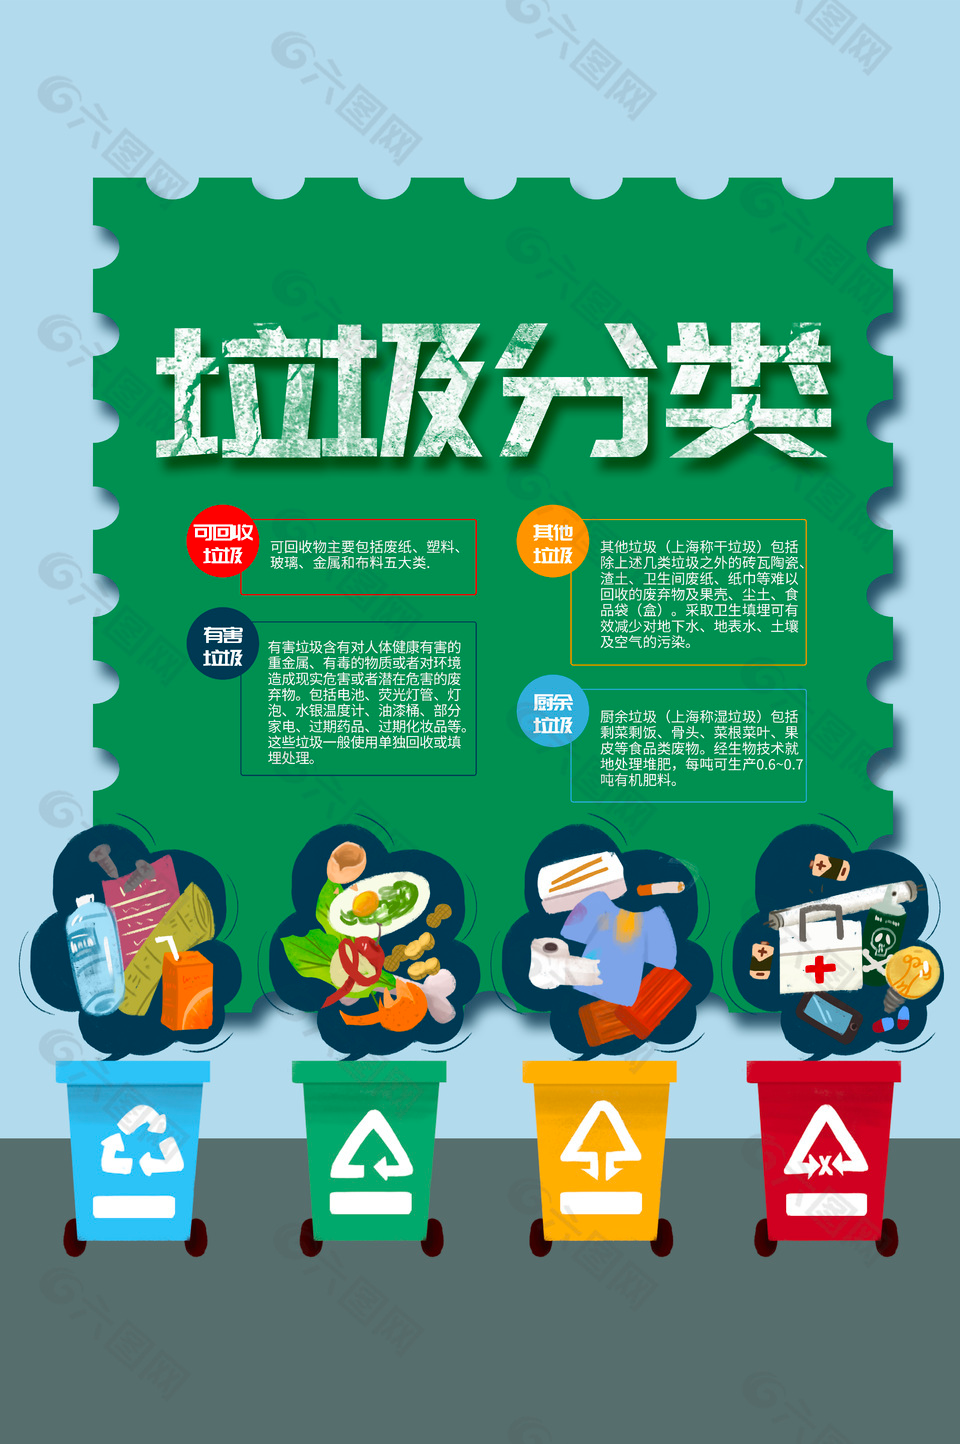 垃圾分类
可回收
垃圾
可回收物主要包括废纸、塑料、
玻璃、金属和布料五大类.
有害
垃圾
有害垃圾含有对人体健康有害的
重金属、有毒的物质或者对环境
造成现实危害或者潜在危害的废
弃物。包括电池、荧光灯管、灯
泡、水银温度计、油漆桶、部分
家电、过期药品、过期化妆品等。
这些垃圾一般使用单独回收或填
埋处理。
其他
垃圾
其他垃圾（上海称干垃圾）包括
除上述几类垃圾之外的砖瓦陶瓷、
渣土、卫生间废纸、纸巾等难以
回收的废弃物及果壳、尘土、食
品袋（盒）。采取卫生填埋可有
效减少对地下水、地表水、土壤
及空气的污染。
厨余
垃圾
厨余垃圾（上海称湿垃圾）包括
剩菜剩饭、骨头、菜根菜叶、果
皮等食品类废物。经生物技术就
地处理堆肥，每吨可生产0.6~0.7
吨有机肥料。
六图网